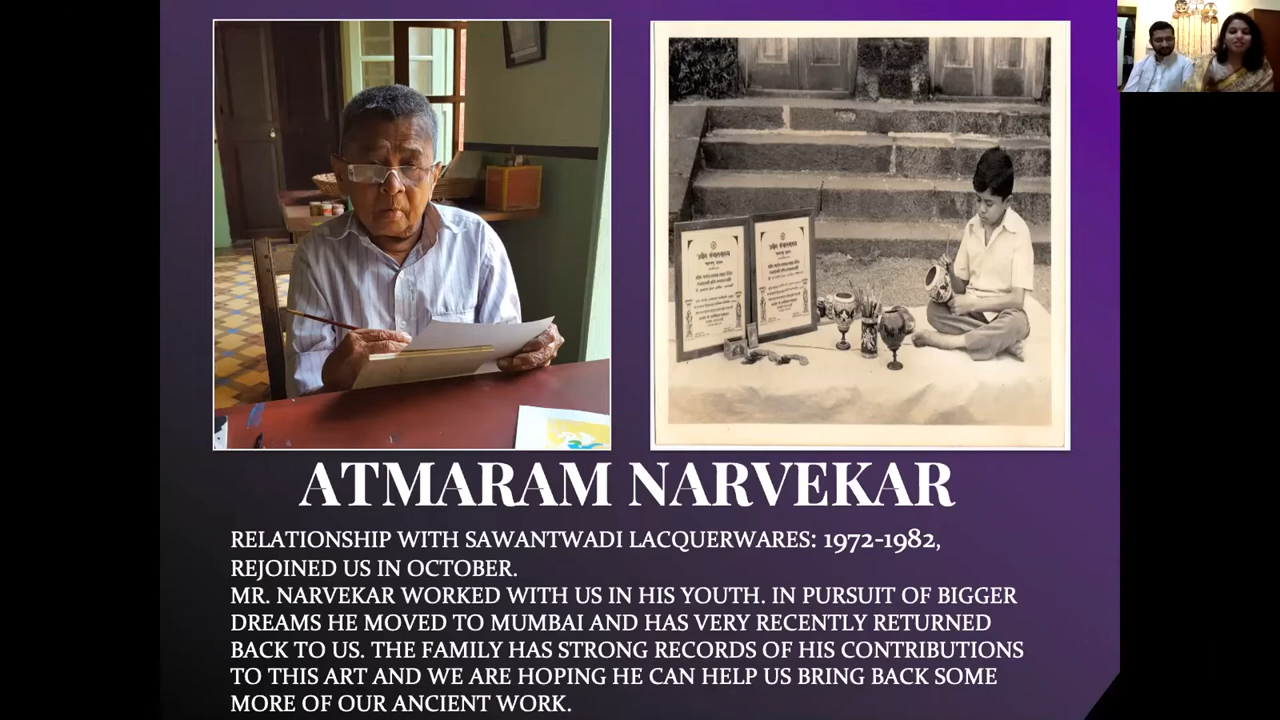 ATMARAM NARVEKAR
RELATIONSHIP WITH SAWANTWADI LACQUERWARES: 1972-1982,
REJOINED US IN OCTOBER.
MR. NARVEKAR WORKED WITH US IN HIS YOUTH. IN PURSUIT OF BIGGER
DREAMS HE MOVED TO MUMBAI AND HAS VERY RECENTLY RETURNED
BACK TO US. THE FAMILY HAS STRONG RECORDS OF HIS CONTRIBUTIONS
TO THIS ART AND WE ARE HOPING HE CAN HELP US BRING BACK SOME
MORE OF OUR ANCIENT WORK.